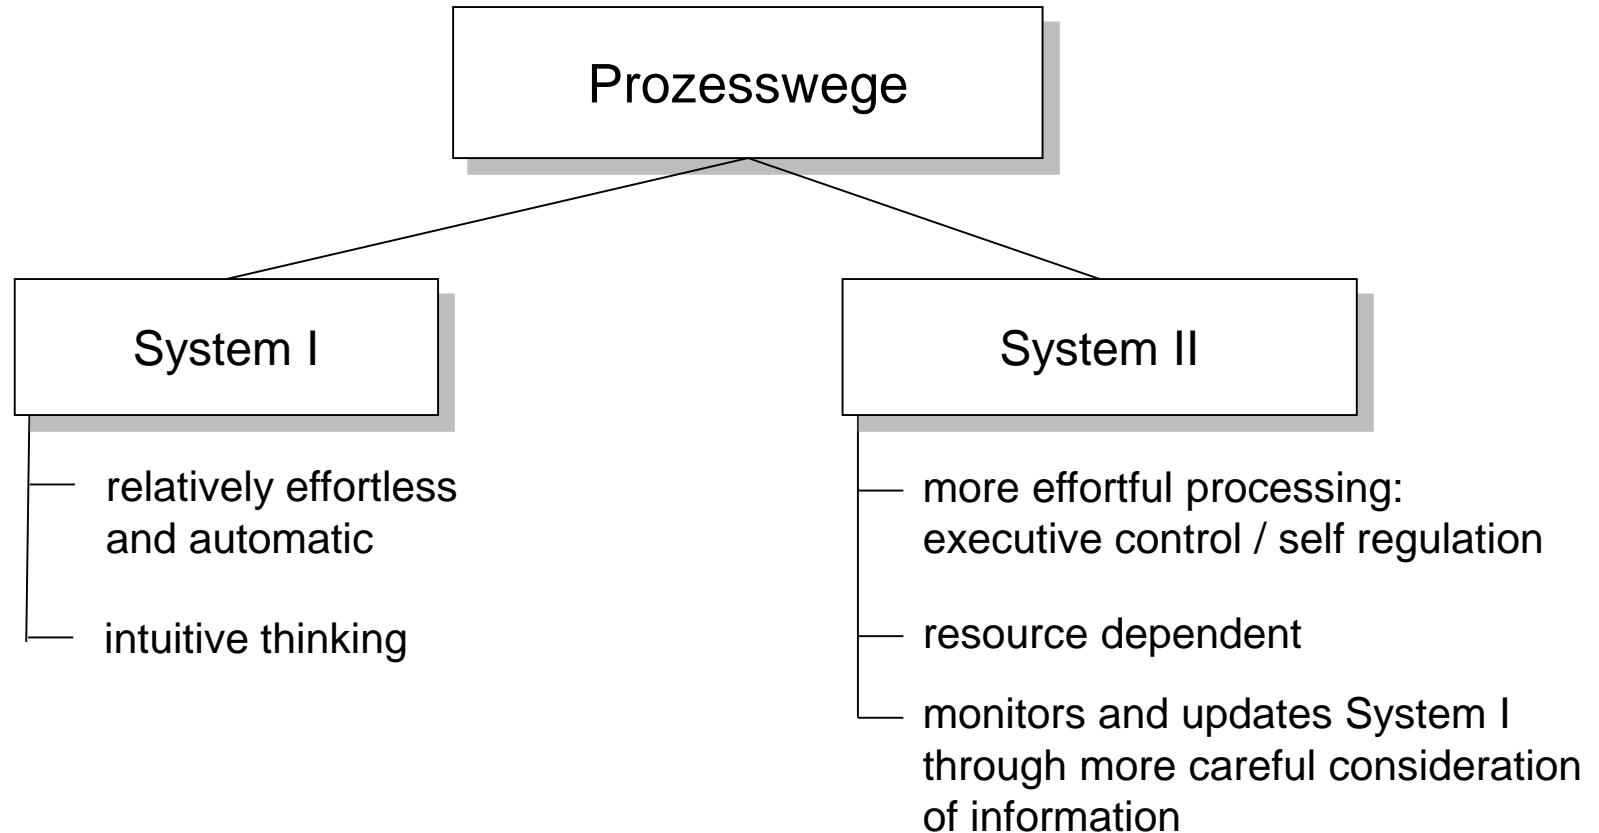 Prozesswege
System I
relatively effortless
and automatic
intuitive thinking
System II
more effortful processing:
executive control / self regulation
resource dependent
monitors and updates System I
through more careful consideration
of information